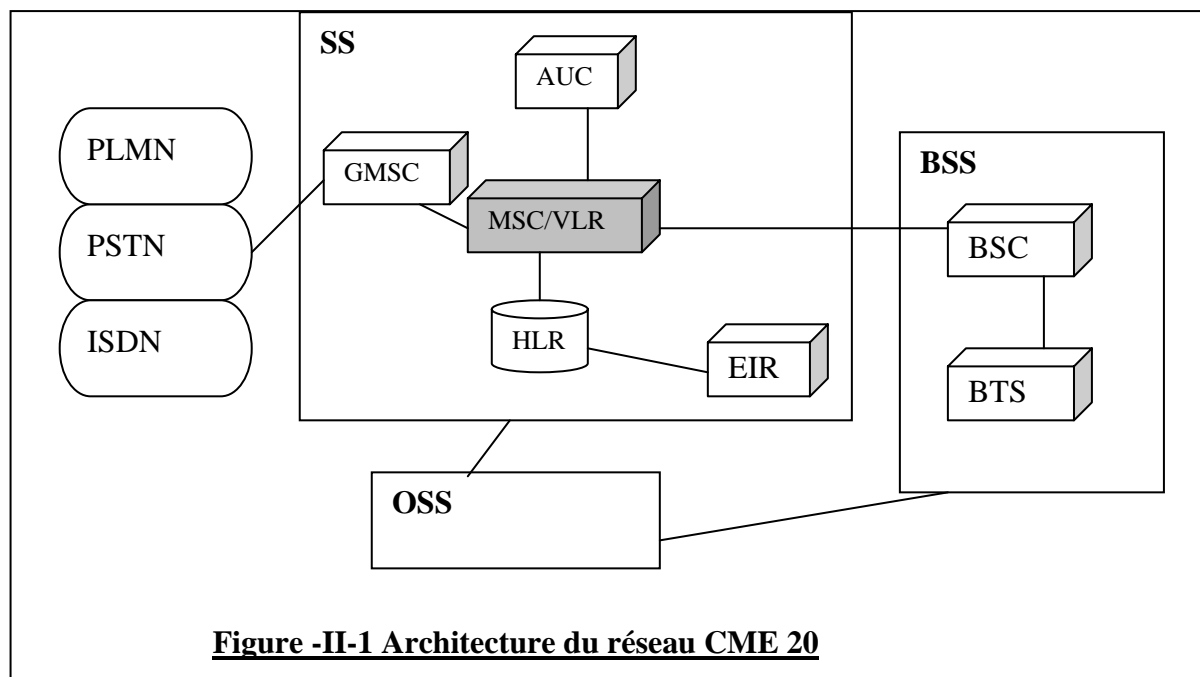 SS
AUC
PLMN
GMSC
BSS
MSC/VLR
PSTN
BSC
ISDN
HLR
EIR
BTS
OSS
Figure -II-1 Architecture du réseau CME 20